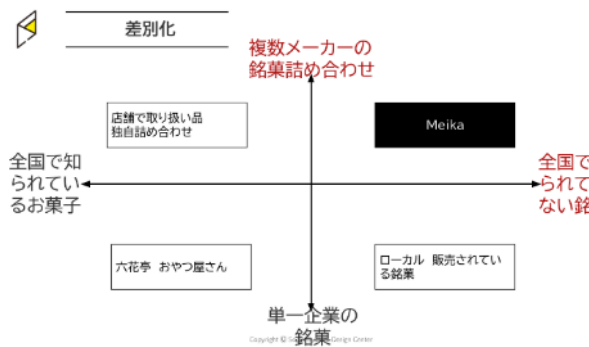 差別化
複数メーカーの
銘菓詰め合わせ
店舗で取り扱い品
独自詰め合わせ
Meika
全国で知
られてい
るお菓子
全国で
られて
ない銘
六花亭 おやつ屋さん
ローカル 販売されてい
る銘菓
単一企業の
銘菓
Copyright © Design Center